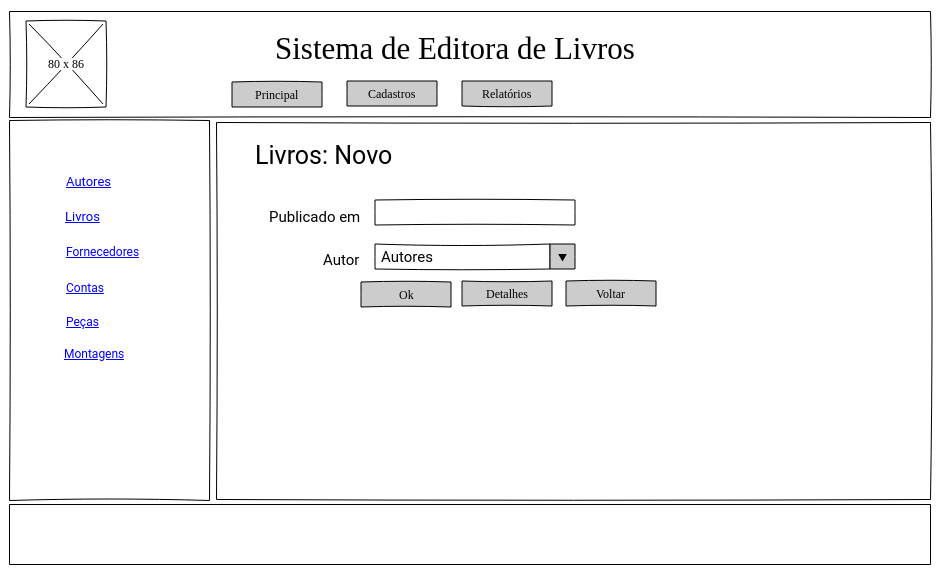 80 x 86
Sistema de Editora de Livros
Principal
Cadastros
Relatórios
Autores
Livros
Fornecedores
Contas
Peças
Montagens
Livros: Novo
Publicado em
Autor
Autores
Ok
Detalhes
Voltar